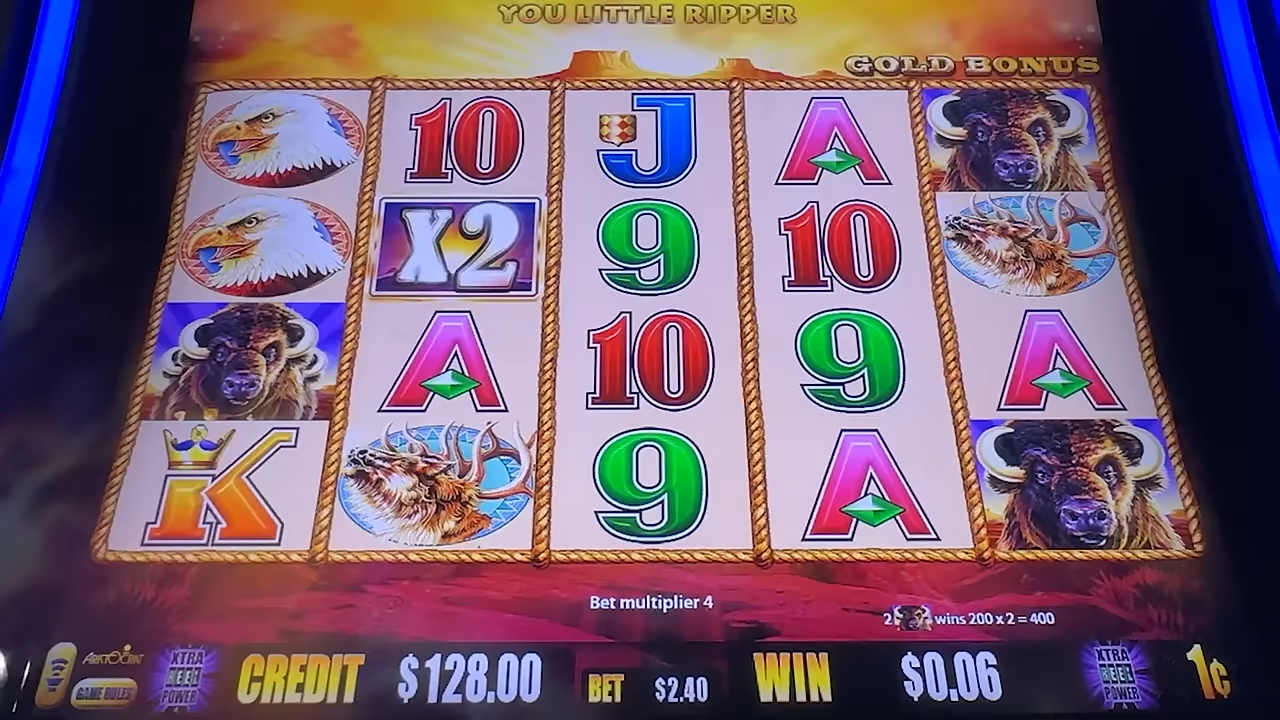 YOU LITTLE RIPPER
GOLD BONUS
10 J A
X2 9 10
A 10 9 A
K 9 A
Bet multiplier 4
2 wins 200 x 2 = 400
ARISTOCRAT
GAME RULES
XTRA
REEL
POWER
CREDIT $128.00 BET $2.40 WIN $0.06
XTRA
REEL
POWER
1¢